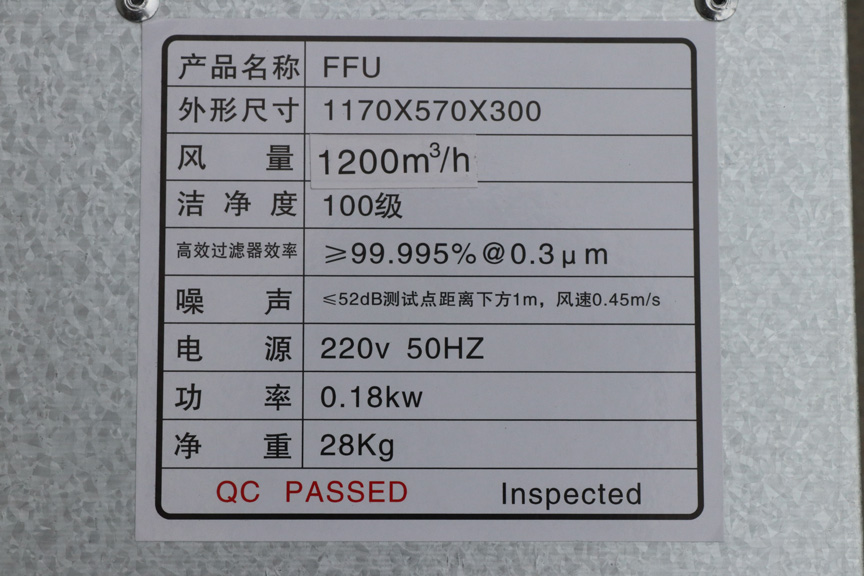 产品名称 FFU
外形尺寸 1170X570X300
风 量 1200m³/h
洁 净 度 100级
高效过滤器效率 ≥99.995%@0.3μm
噪 声 ≤52dB测试点距离下方1m，风速0.45m/s
电 源 220v 50HZ
功 率 0.18kw
净 重 28Kg
QC PASSED Inspected